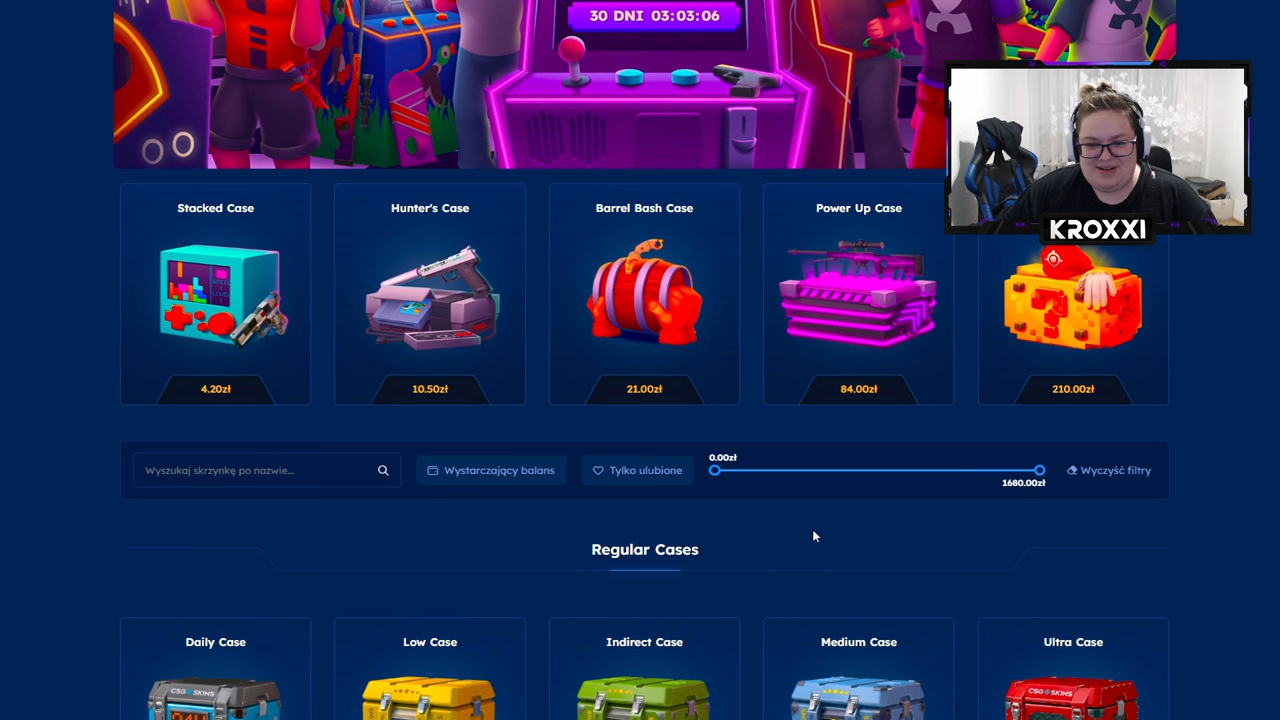 30 DNI 03:03:06
KROXXI
Stacked Case
Hunter's Case
Barrel Bash Case
Power Up Case
4.20zł
10.50zł
21.00zł
84.00zł
210.00zł
Wyszukaj skrzynkę po nazwie...
Wystarczający balans
Tylko ulubione
0.00zł
1680.00zł
Wyczyść filtry
Regular Cases
Daily Case
Low Case
Indirect Case
Medium Case
Ultra Case
CSGOSKINS
CSGOSKINS